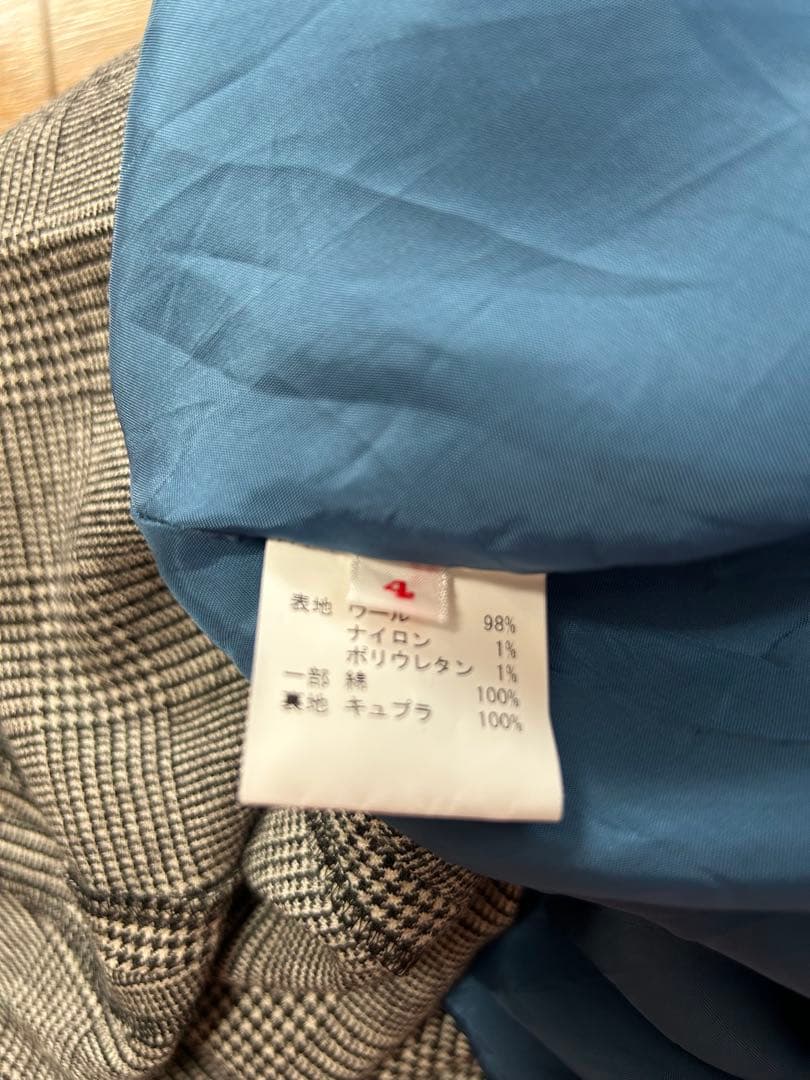 4
表地 ウール 98%
ナイロン 1%
ポリウレタン 1%
一部 綿 100%
裏地 キュプラ 100%